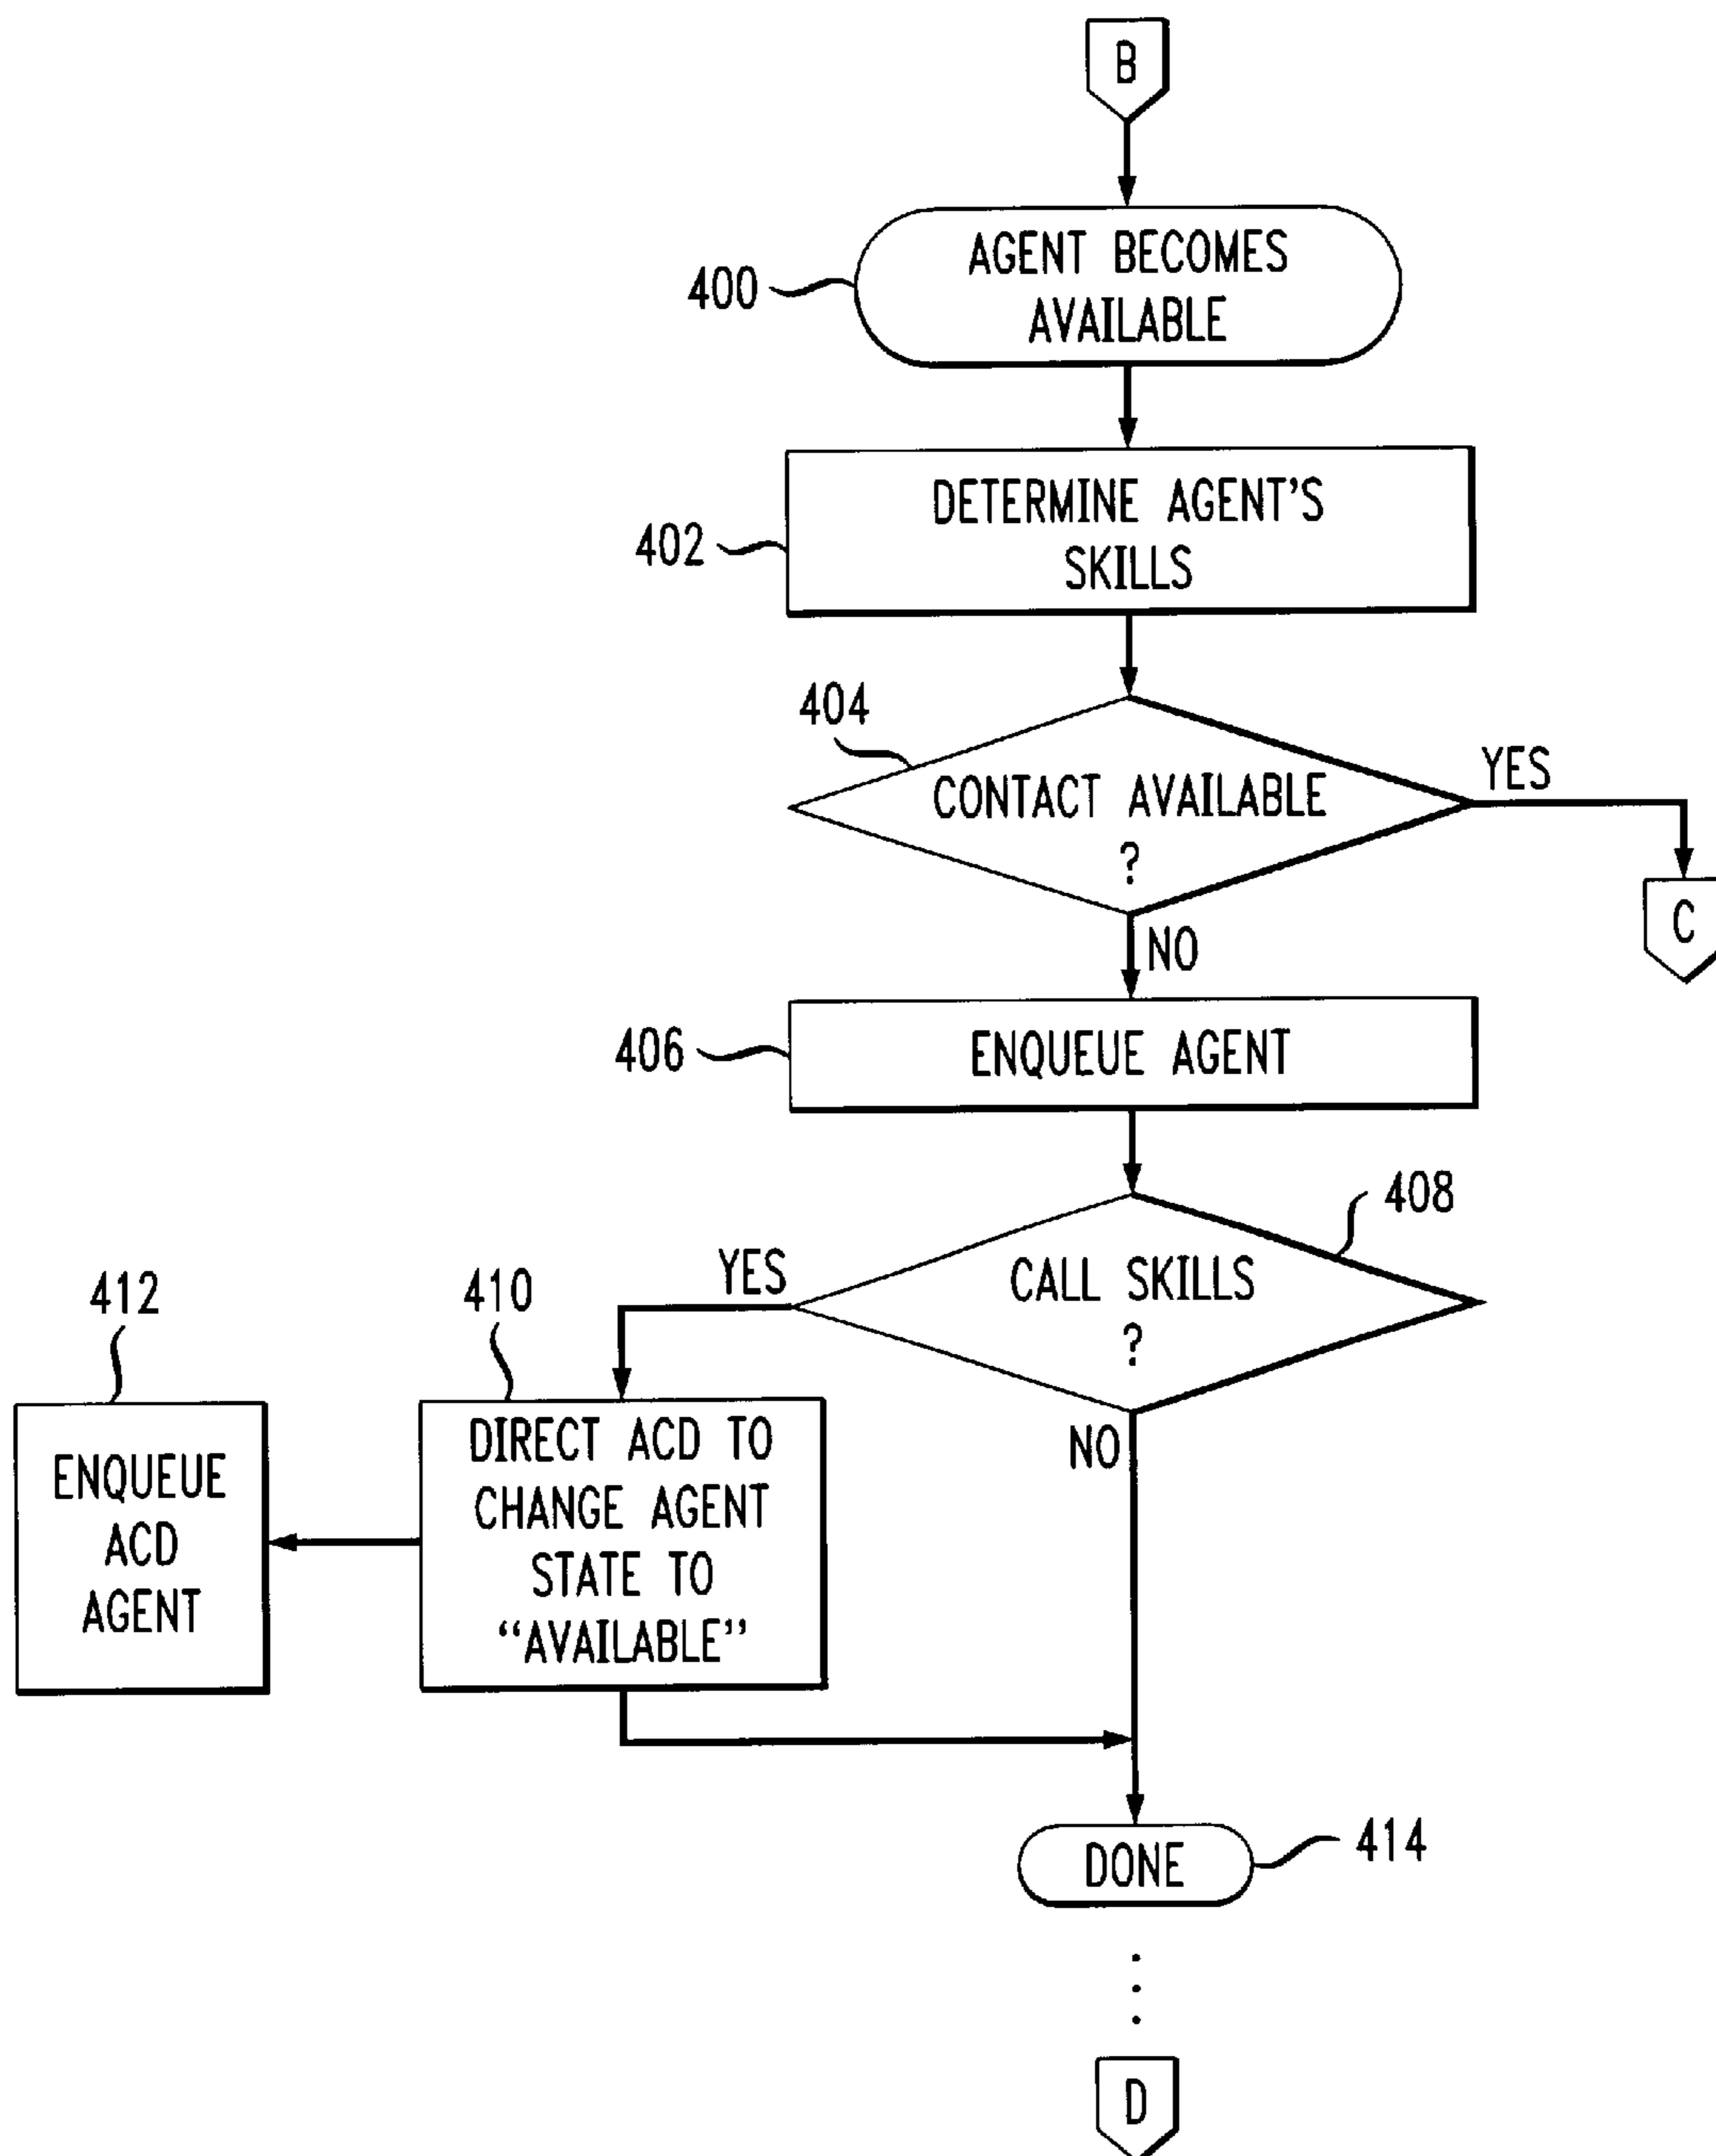 B
AGENT BECOMES
AVAILABLE
400
DETERMINE AGENT'S
SKILLS
402
404
CONTACT AVAILABLE
?
YES
C
NO
406
ENQUEUE AGENT
408
CALL SKILLS
?
YES
NO
410
412
DIRECT ACD TO
CHANGE AGENT
STATE TO
“AVAILABLE”
ENQUEUE
ACD
AGENT
DONE
414
D